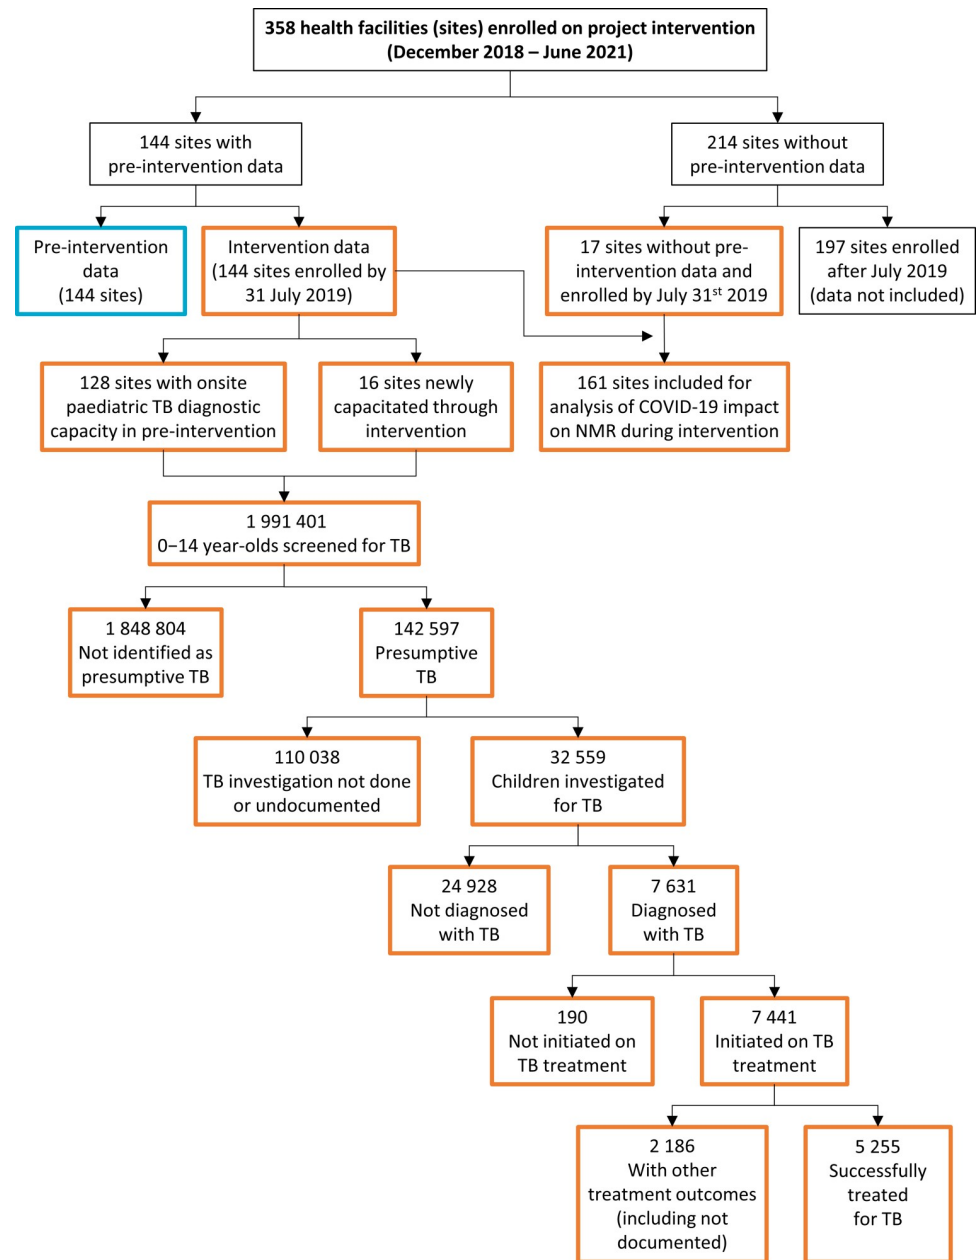 358 health facilities (sites) enrolled on project intervention
(December 2018 – June 2021)
144 sites with
pre-intervention data
214 sites without
pre-intervention data
Pre-intervention
data
(144 sites)
Intervention data
(144 sites enrolled by
31 July 2019)
17 sites without pre-
intervention data and
enrolled by July 31st 2019
197 sites enrolled
after July 2019
(data not included)
128 sites with onsite
paediatric TB diagnostic
capacity in pre-intervention
16 sites newly
capacitated through
intervention
161 sites included for
analysis of COVID-19 impact
on NMR during intervention
1 991 401
0–14 year-olds screened for TB
1 848 804
Not identified as
presumptive TB
142 597
Presumptive
TB
110 038
TB investigation not done
or undocumented
32 559
Children investigated
for TB
24 928
Not diagnosed
with TB
7 631
Diagnosed
with TB
190
Not initiated on
TB treatment
7 441
Initiated on TB
treatment
2 186
With other
treatment outcomes
(including not
documented)
5 255
Successfully
treated
for TB